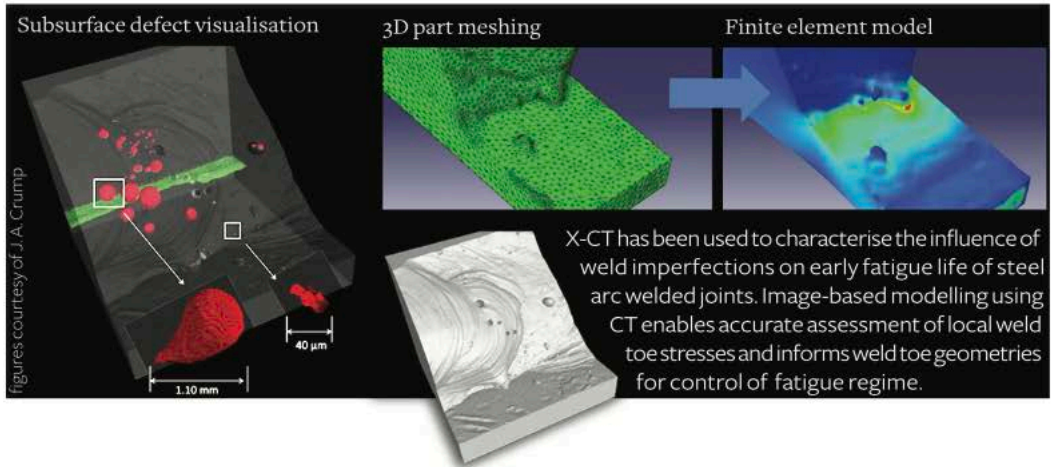 Subsurface defect visualisation
3D part meshing
Finite element model
figures courtesy of J. A. Crump
40 µm
1.10 mm
X-CT has been used to characterise the influence of
weld imperfections on early fatigue life of steel
arc welded joints. Image-based modelling using
CT enables accurate assessment of local weld
toe stresses and informs weld toe geometries
for control of fatigue regime.